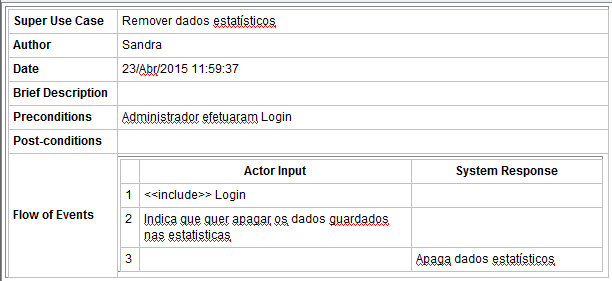 Super Use Case Remover dados estatísticos
Author Sandra
Date 23/Abr/2015 11:59:37
Brief Description
Preconditions Administrador efetuaram Login
Post-conditions
Flow of Events
Actor Input System Response
1 <<include>> Login
2 Indica que quer apagar os dados guardados
nas estatisticas
3 Apaga dados estatísticos